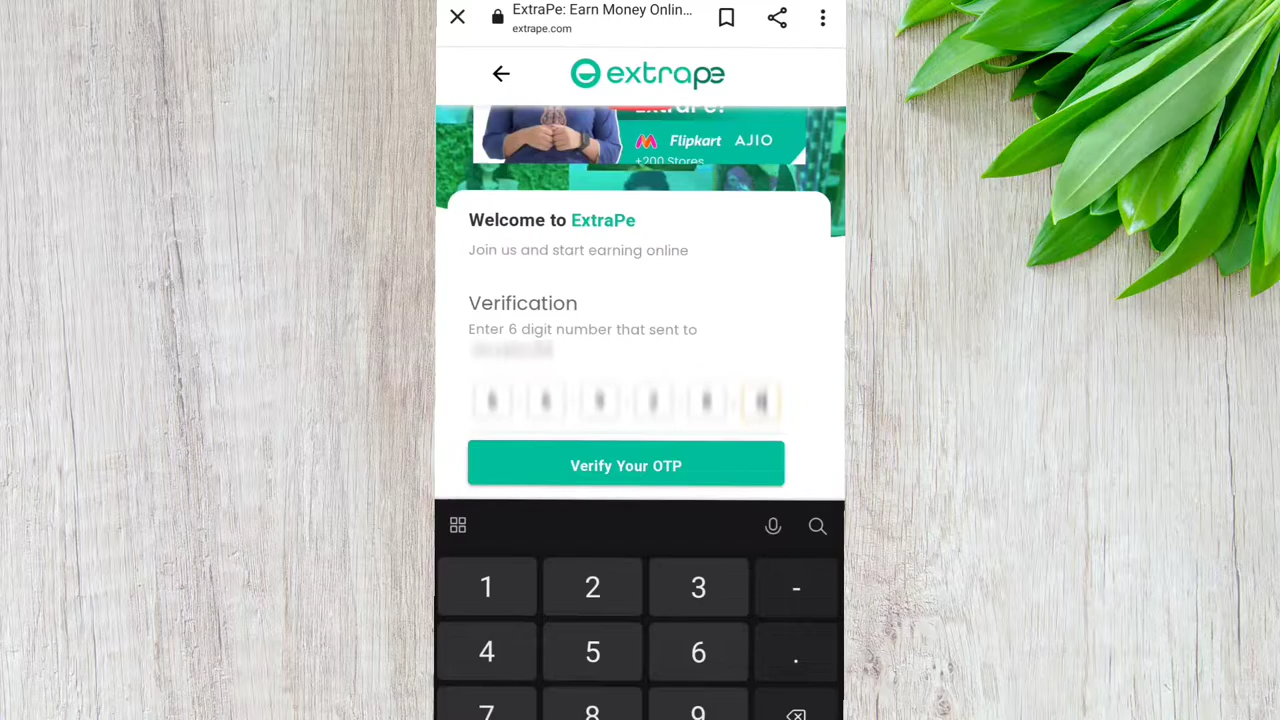 ExtraPe: Earn Money Onlin...
extrape.com
extrape
ExtraPe!
Flipkart AJIO
+200 Stores
Welcome to ExtraPe
Join us and start earning online
Verification
Enter 6 digit number that sent to
Verify Your OTP
1 2 3 -
4 5 6 .
7 8 9